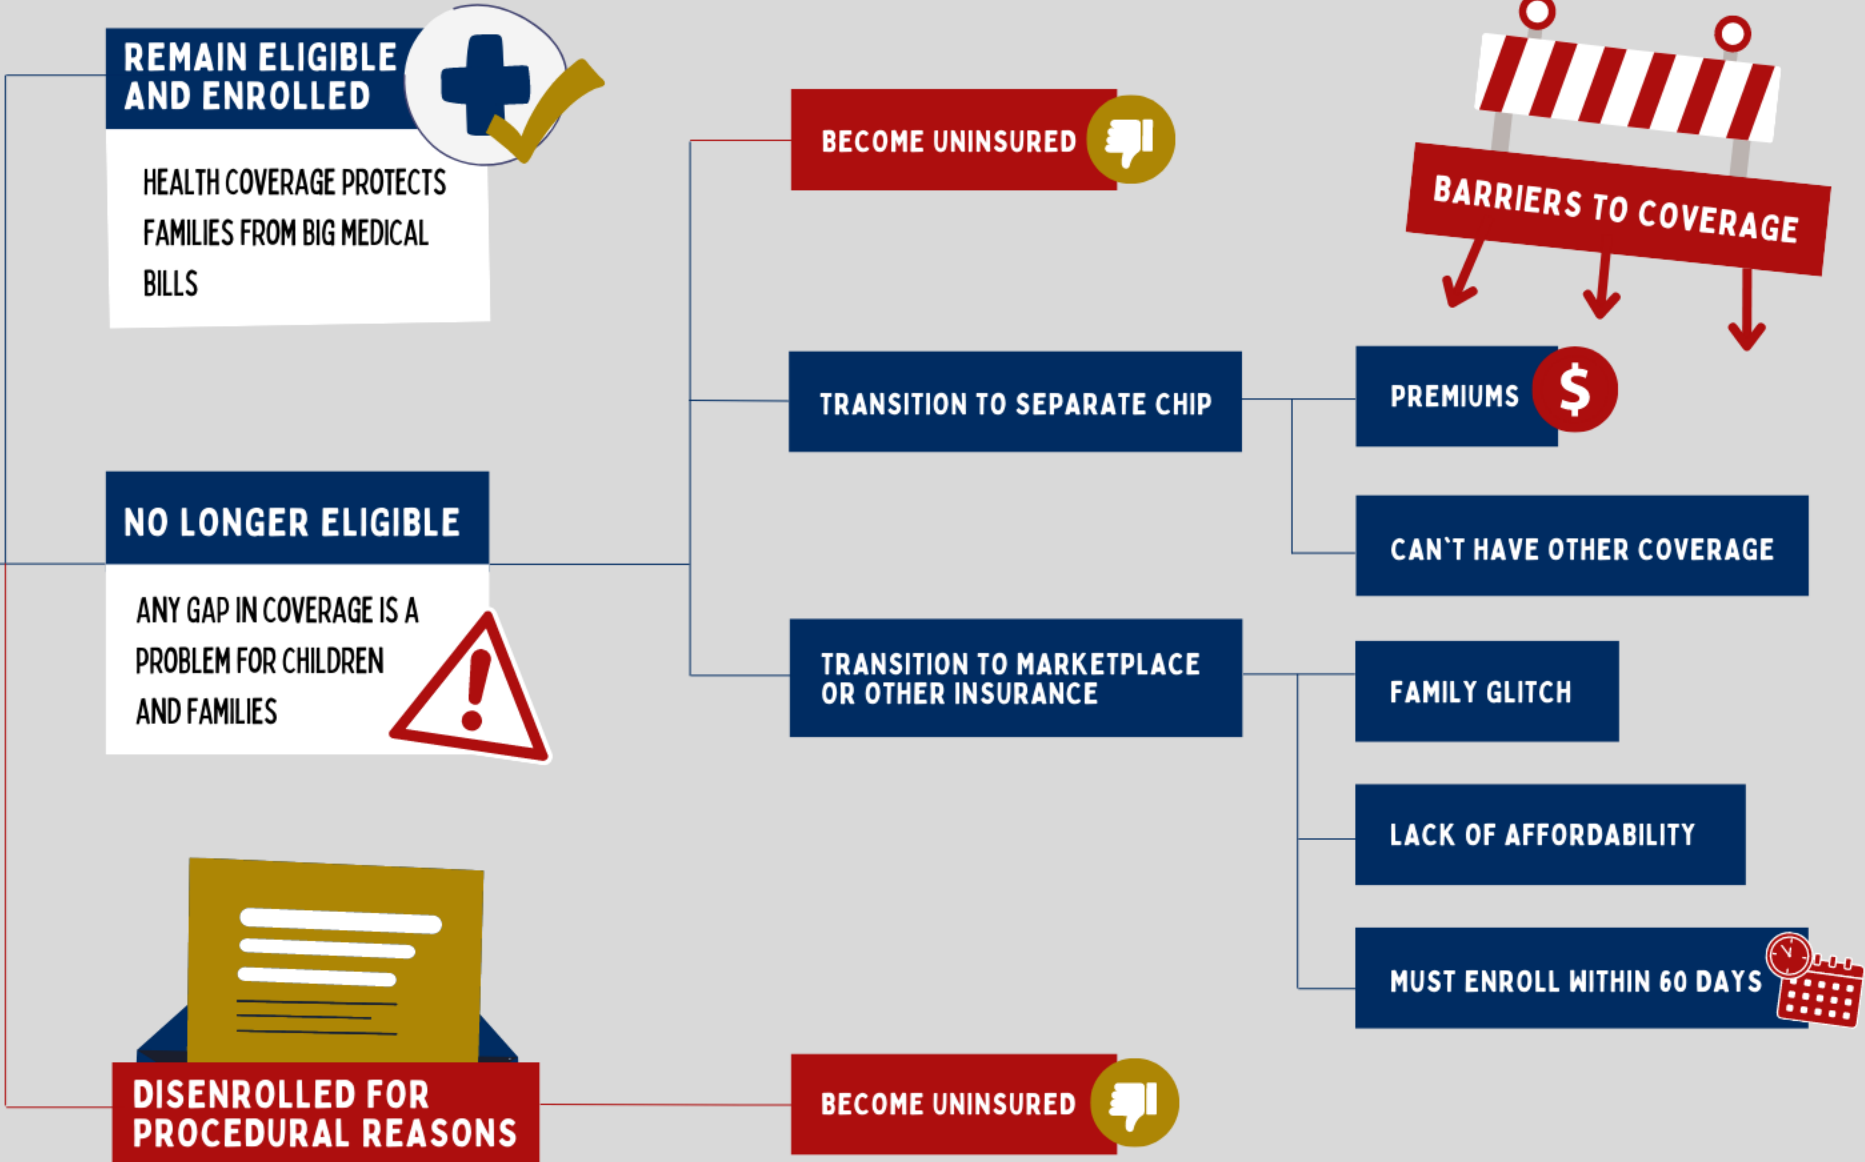 REMAIN ELIGIBLE
AND ENROLLED
HEALTH COVERAGE PROTECTS
FAMILIES FROM BIG MEDICAL
BILLS
NO LONGER ELIGIBLE
ANY GAP IN COVERAGE IS A
PROBLEM FOR CHILDREN
AND FAMILIES
DISENROLLED FOR
PROCEDURAL REASONS
BECOME UNINSURED
TRANSITION TO SEPARATE CHIP
TRANSITION TO MARKETPLACE
OR OTHER INSURANCE
BECOME UNINSURED
BARRIERS TO COVERAGE
PREMIUMS
$
CAN`T HAVE OTHER COVERAGE
FAMILY GLITCH
LACK OF AFFORDABILITY
MUST ENROLL WITHIN 60 DAYS